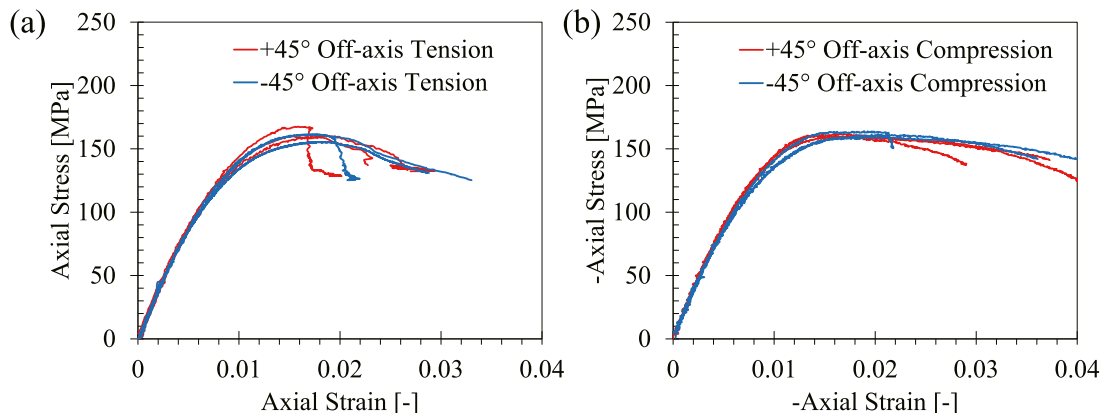 (a)
Axial Stress [MPa]
250
200
150
100
50
0
+45° Off-axis Tension
-45° Off-axis Tension
0 0.01 0.02 0.03 0.04
Axial Strain [-]
(b)
-Axial Stress [MPa]
250
200
150
100
50
0
+45° Off-axis Compression
-45° Off-axis Compression
0 0.01 0.02 0.03 0.04
-Axial Strain [-]